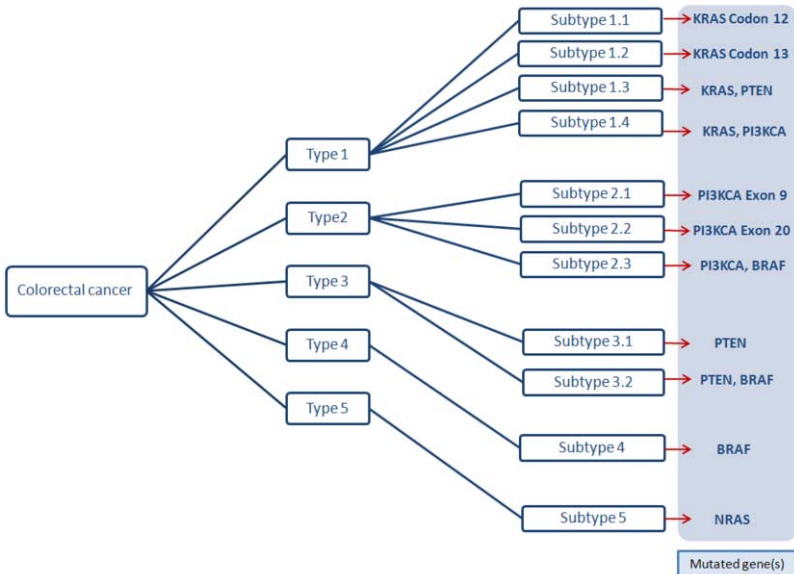 Subtype 1.1
KRAS Codon 12
Subtype 1.2
KRAS Codon 13
Subtype 1.3
KRAS, PTEN
Subtype 1.4
KRAS, PI3KCA
Type 1
Subtype 2.1
PI3KCA Exon 9
Type2
Subtype 2.2
PI3KCA Exon 20
Subtype 2.3
PI3KCA, BRAF
Colorectal cancer
Type 3
Type 4
Subtype 3.1
PTEN
Subtype 3.2
PTEN, BRAF
Type 5
Subtype 4
BRAF
Subtype 5
NRAS
Mutated gene(s)